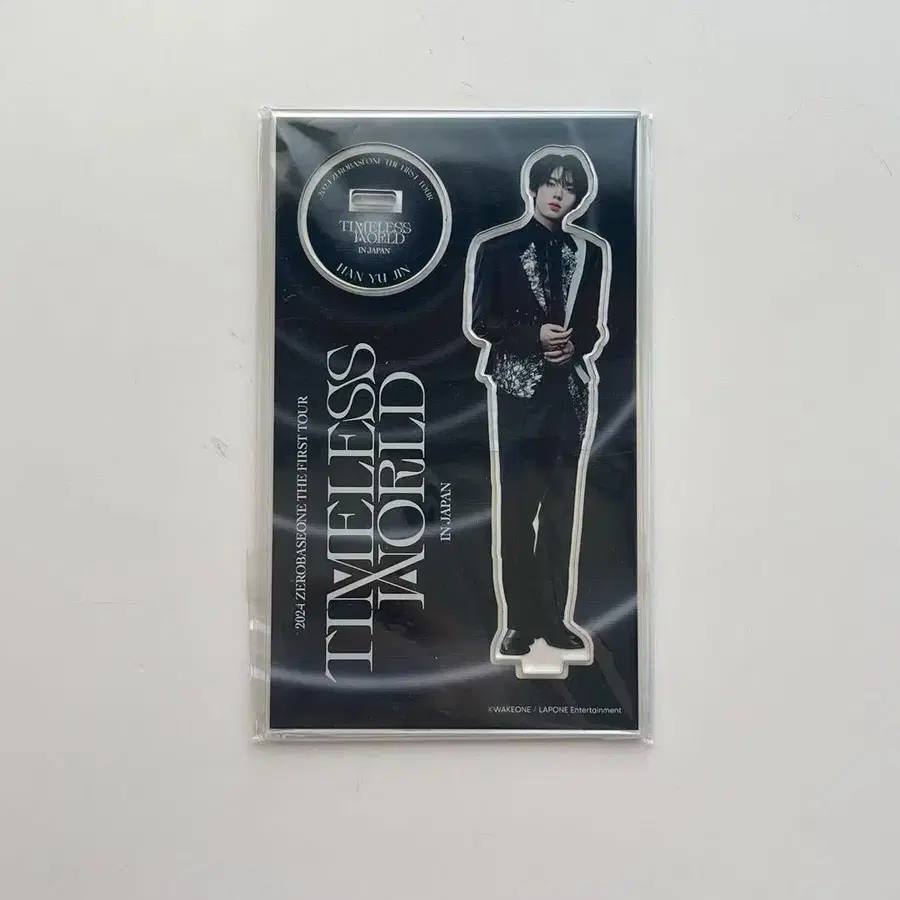 2024 ZEROBASEONE THE FIRST TOUR
TIMELESS
WORLD
IN JAPAN
HAN YU JIN
2024 ZEROBASEONE THE FIRST TOUR
TIMELESS
WORLD
IN JAPAN
©WAKEONE / LAPONE Entertainment